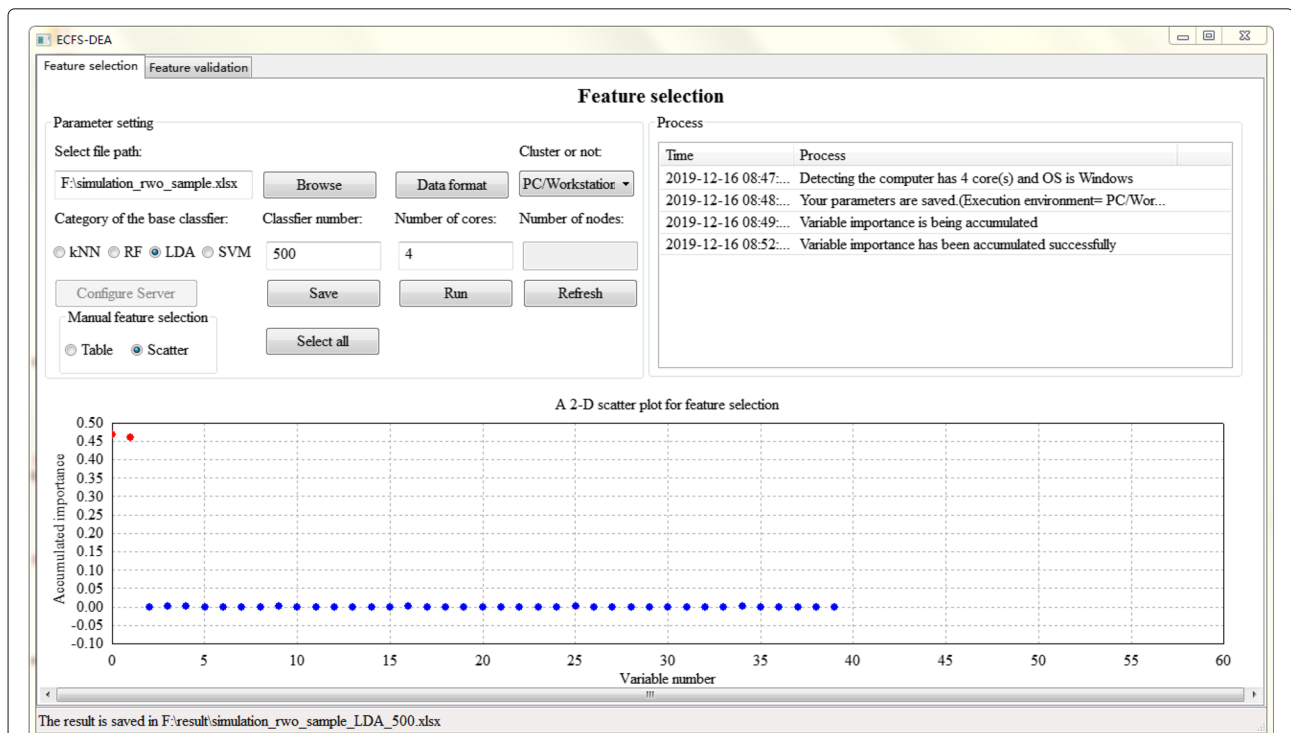 ECFS-DEA
Feature selection Feature validation
Feature selection
Parameter setting
Select file path:
Cluster or not:
F:\simulation_rwo_sample.xlsx
Browse
Data format
PC/Workstation
Category of the base classfier:
Classfier number:
Number of cores:
Number of nodes:
kNN RF LDA SVM
500
4
Configure Server
Save
Run
Refresh
Manual feature selection
Table Scatter
Select all
Process
Time Process
2019-12-16 08:47:... Detecting the computer has 4 core(s) and OS is Windows
2019-12-16 08:48:... Your parameters are saved.(Execution environment= PC/Wor...
2019-12-16 08:49:... Variable importance is being accumulated
2019-12-16 08:52:... Variable importance has been accumulated successfully
A 2-D scatter plot for feature selection
Accumulated importance
0.50
0.45
0.40
0.35
0.30
0.25
0.20
0.15
0.10
0.05
0.00
-0.05
-0.10
0 5 10 15 20 25 30 35 40 45 50 55 60
Variable number
The result is saved in F:\result\simulation_rwo_sample_LDA_500.xlsx